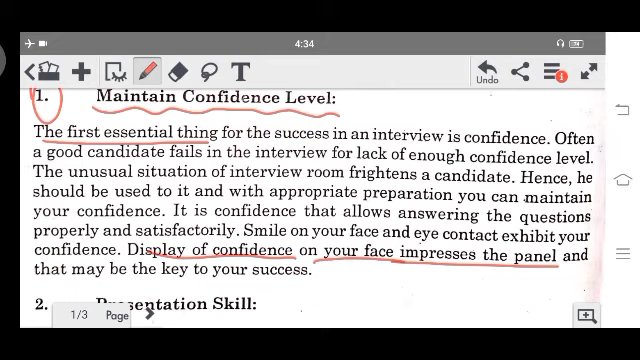 4:34
Undo
1. Maintain Confidence Level:
The first essential thing for the success in an interview is confidence. Often
a good candidate fails in the interview for lack of enough confidence level.
The unusual situation of interview room frightens a candidate. Hence, he
should be used to it and with appropriate preparation you can maintain
your confidence. It is confidence that allows answering the questions
properly and satisfactorily. Smile on your face and eye contact exhibit your
confidence. Display of confidence on your face impresses the panel and
that may be the key to your success.
2. Presentation Skill:
1/3 Page